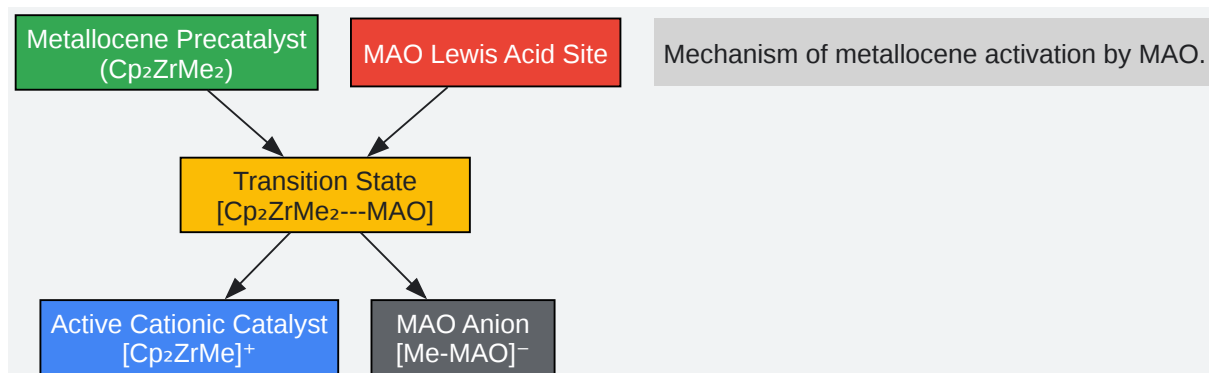 Metallocene Precatalyst
(Cp₂ZrMe₂)
MAO Lewis Acid Site
Mechanism of metallocene activation by MAO.
Transition State
[Cp₂ZrMe₂---MAO]
Active Cationic Catalyst
[Cp₂ZrMe]⁺
MAO Anion
[Me-MAO]⁻